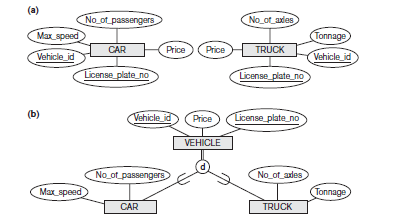 (a)
No_of_passengers
No_of_axles
Max_speed
Tonnage
CAR
Price
Price
TRUCK
Vehicle_id
Vehicle_id
License_plate_no
License_plate_no
(b)
Vehicle_id
Price
License_plate_no
VEHICLE
d
No_of_passengers
No_of_axles
Max_speed
Tonnage
CAR
TRUCK